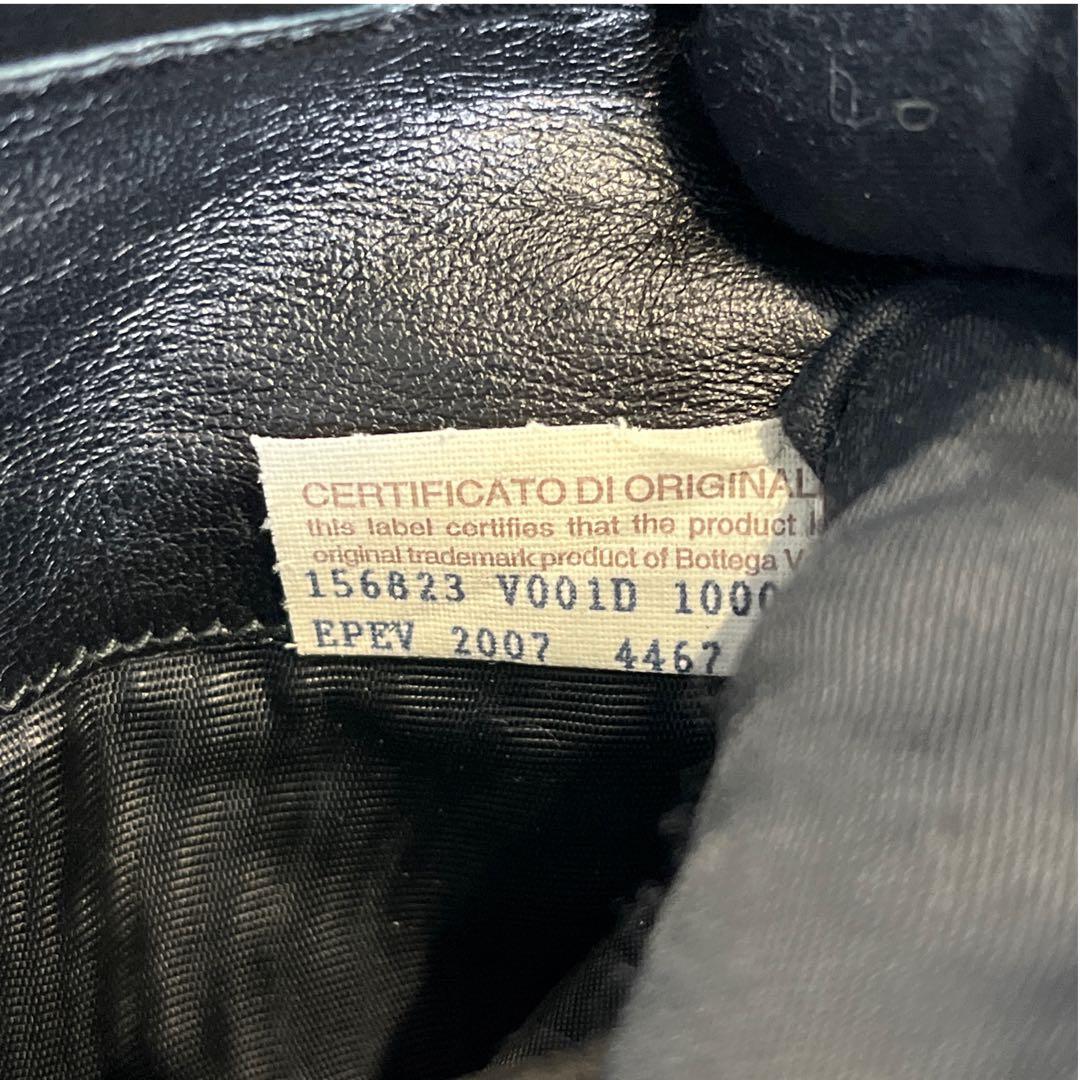 CERTIFICATO DI ORIGINAL
this label certifies that the product
original trademark product of Bottega V
156823 V001D 1000
EPEV 2007 4467